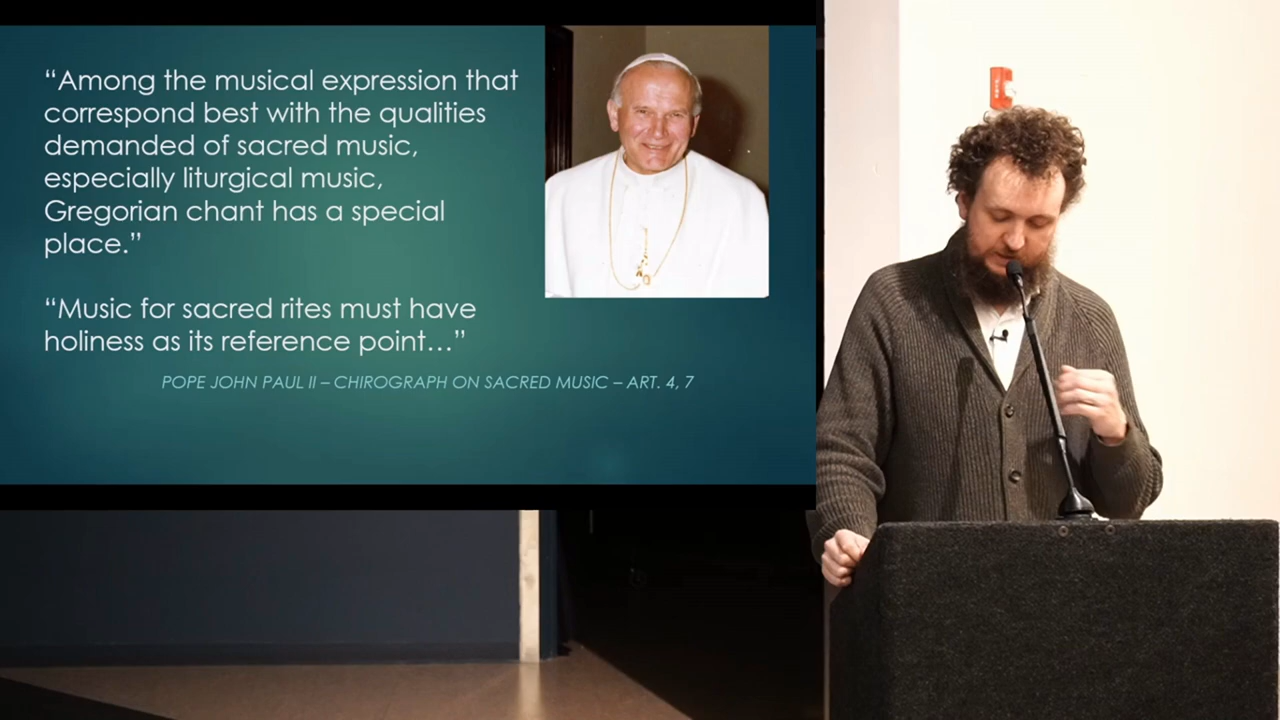 “Among the musical expression that
correspond best with the qualities
demanded of sacred music,
especially liturgical music,
Gregorian chant has a special
place.”
“Music for sacred rites must have
holiness as its reference point…”
POPE JOHN PAUL II – CHIROGRAPH ON SACRED MUSIC – ART. 4, 7